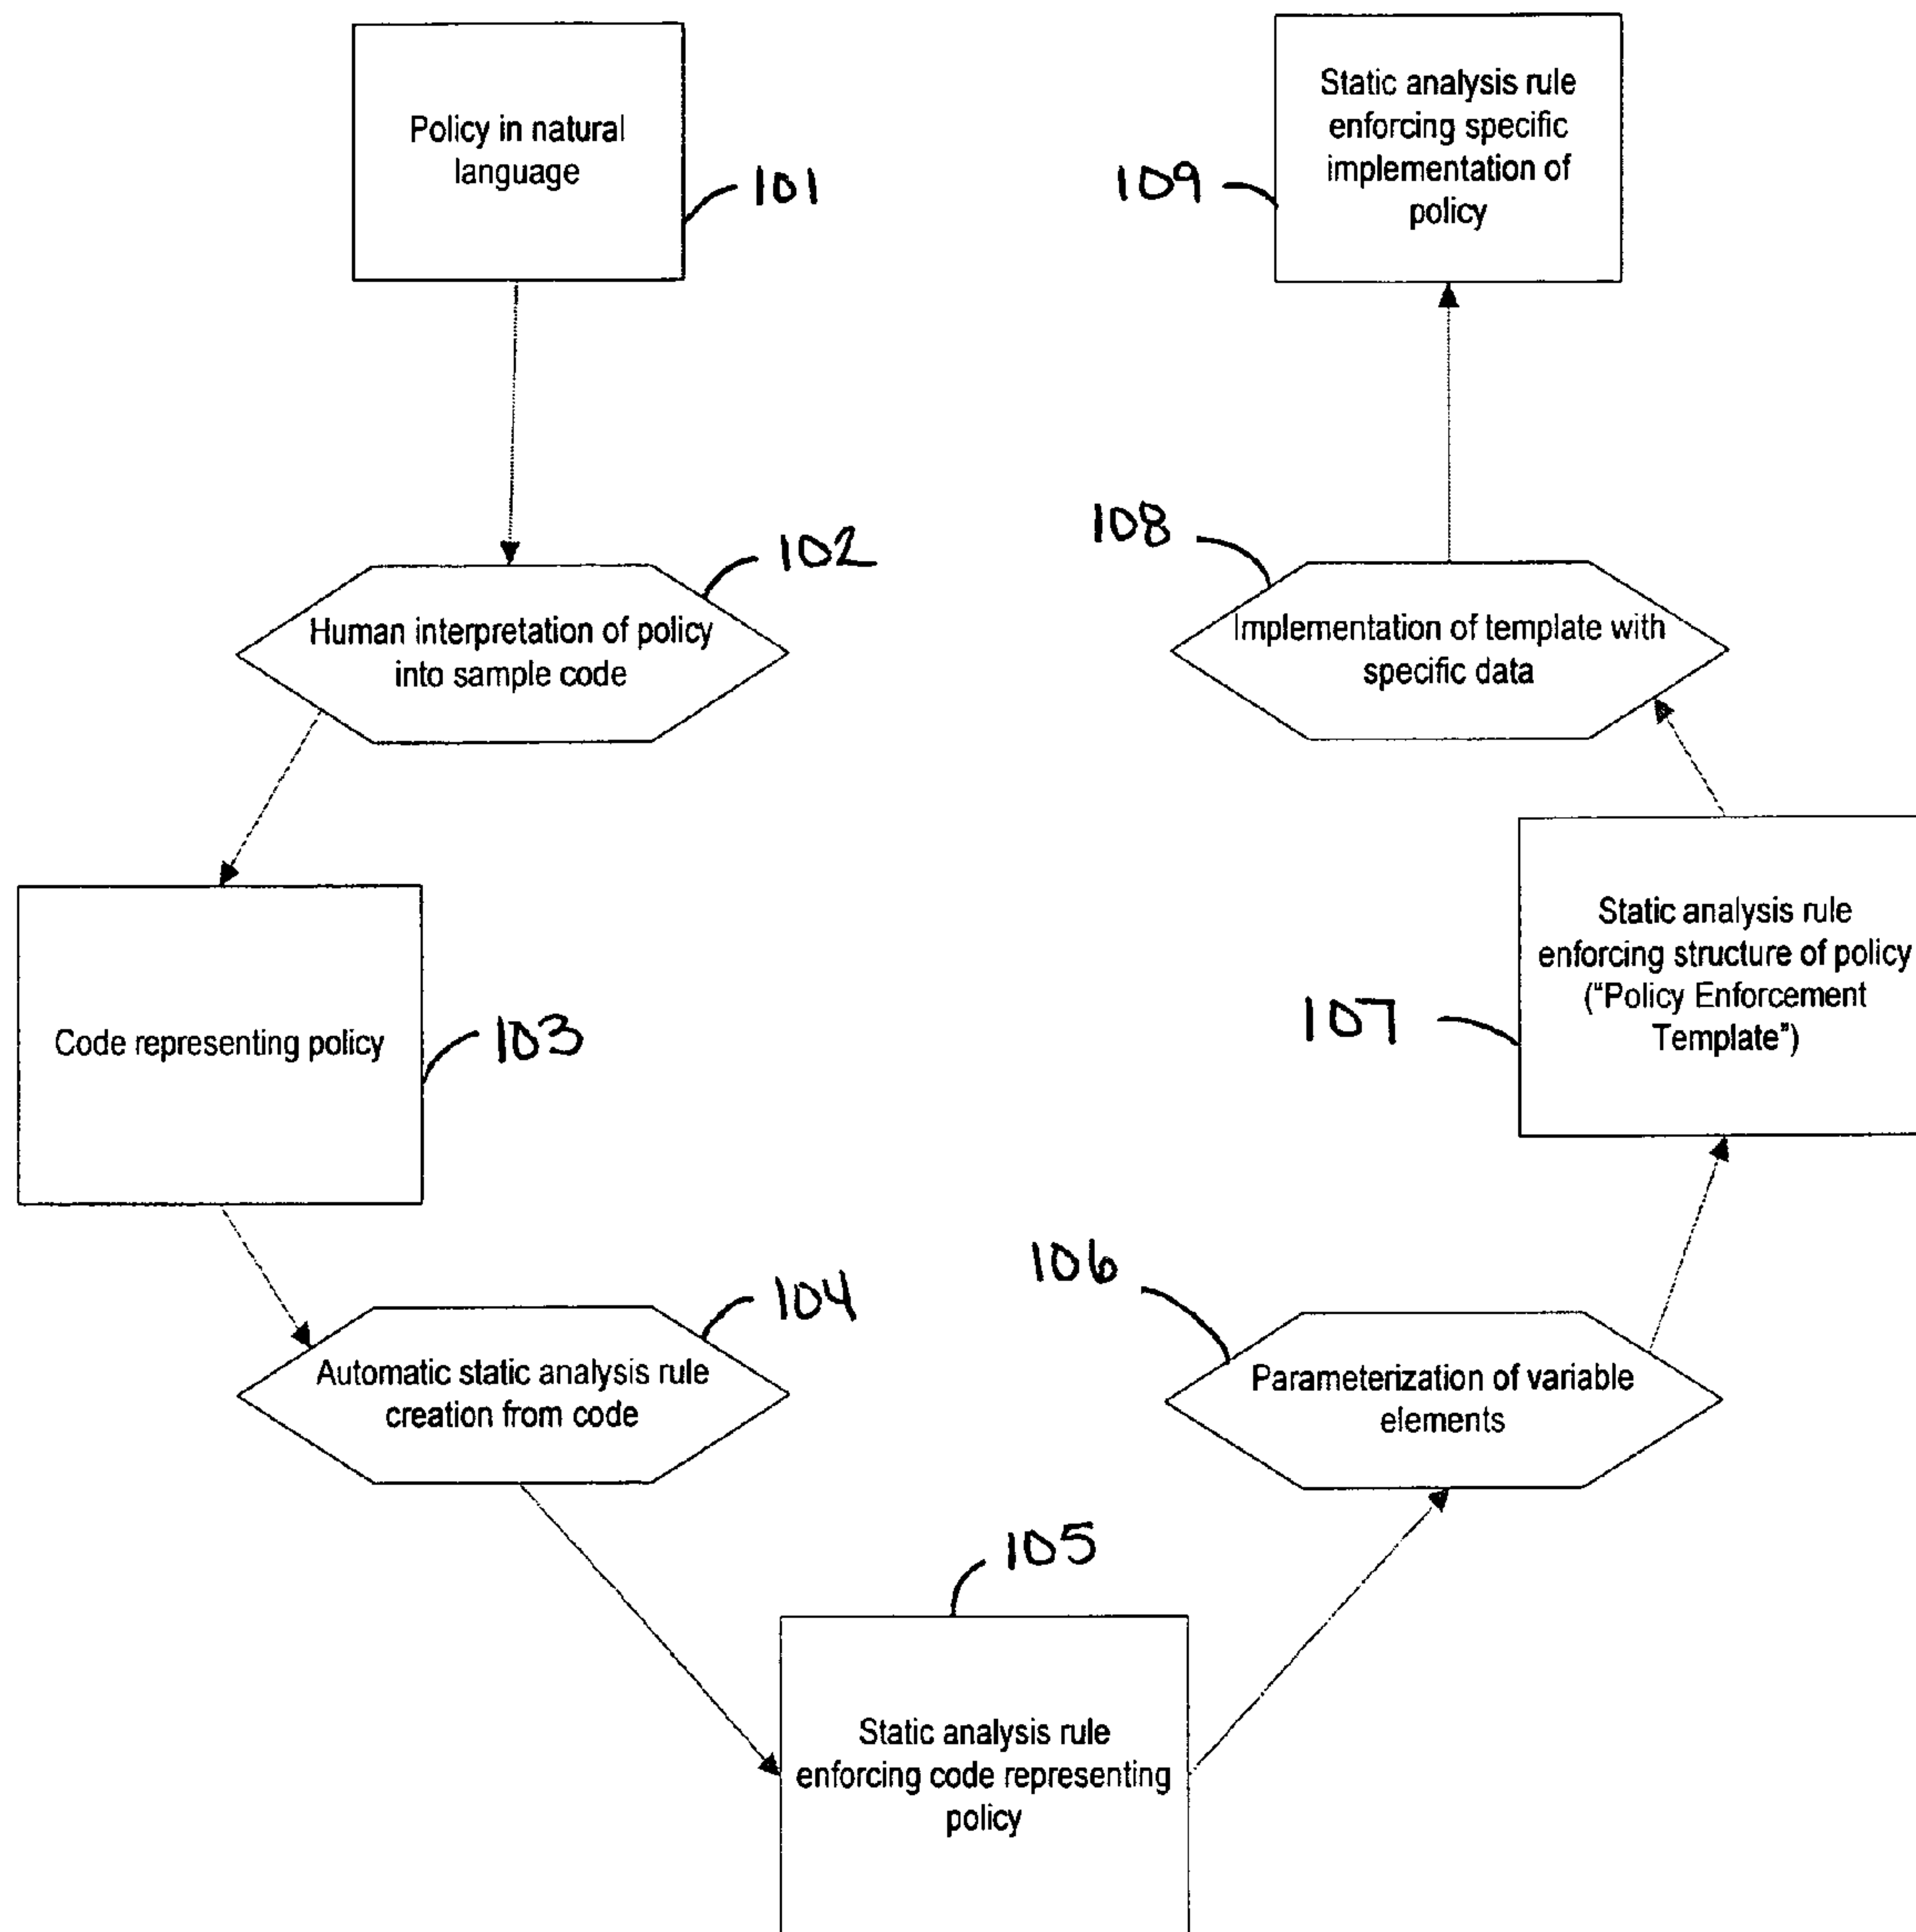 Policy in natural
language
101
Static analysis rule
enforcing specific
implementation of
policy
109
102
Human interpretation of policy
into sample code
108
Implementation of template with
specific data
Code representing policy
103
Static analysis rule
enforcing structure of policy
("Policy Enforcement
Template")
107
104
Automatic static analysis rule
creation from code
106
Parameterization of variable
elements
105
Static analysis rule
enforcing code representing
policy